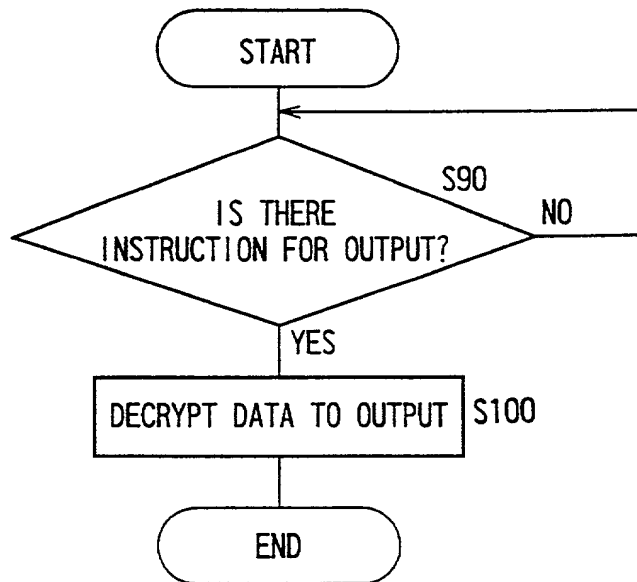 START
S90
IS THERE
INSTRUCTION FOR OUTPUT?
NO
YES
DECRYPT DATA TO OUTPUT
S100
END